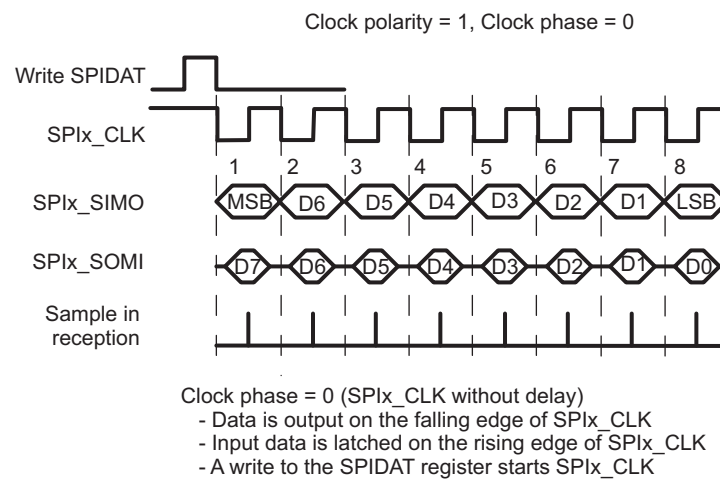 Clock polarity = 1, Clock phase = 0
Write SPIDAT
SPIx_CLK
1 2 3 4 5 6 7 8
SPIx_SIMO MSB D6 D5 D4 D3 D2 D1 LSB
SPIx_SOMI D7 D6 D5 D4 D3 D2 D1 D0
Sample in
reception
Clock phase = 0 (SPIx_CLK without delay)
- Data is output on the falling edge of SPIx_CLK
- Input data is latched on the rising edge of SPIx_CLK
- A write to the SPIDAT register starts SPIx_CLK